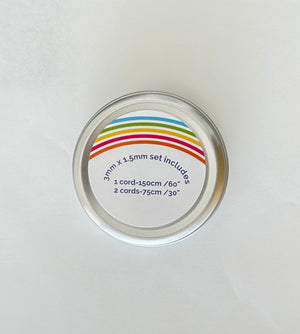 3mm x 1.5mm set includes
1 cord-150cm /60"
2 cords-75cm /30"